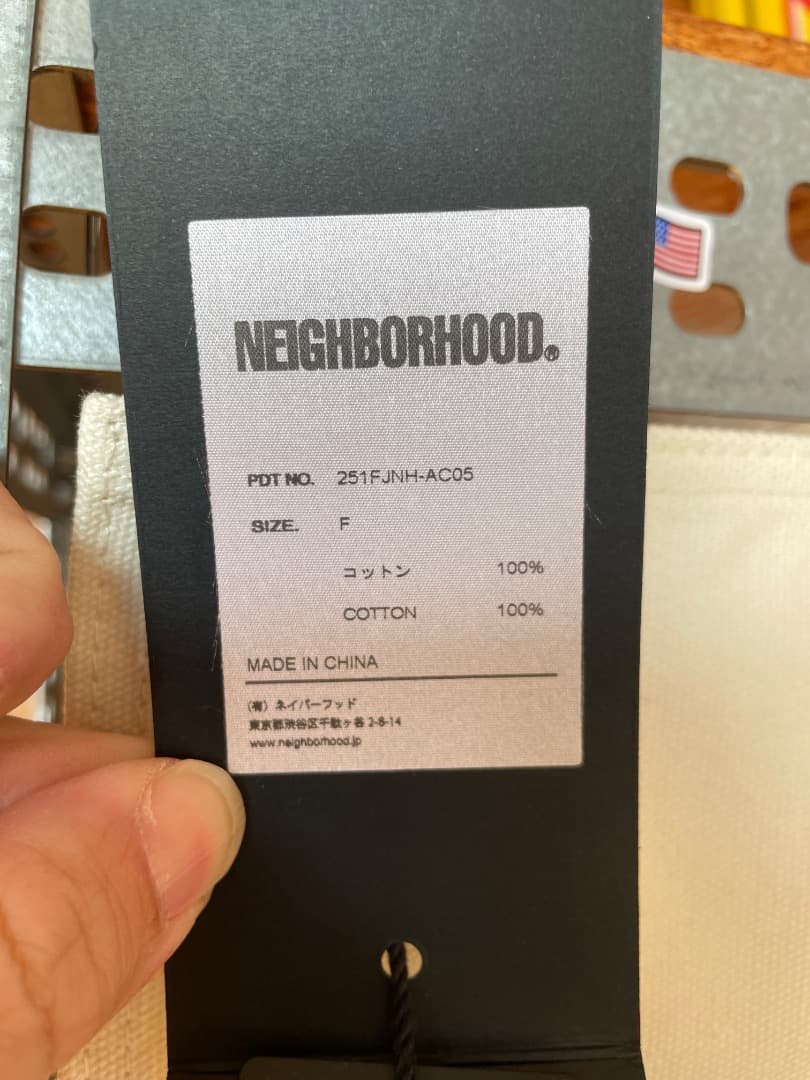 NEIGHBORHOOD®
PDT NO. 251FJNH-AC05
SIZE. F
コットン 100%
COTTON 100%
MADE IN CHINA
(有) ネイバーフッド
東京都渋谷区千駄ヶ谷 2-8-14
www.neighborhood.jp